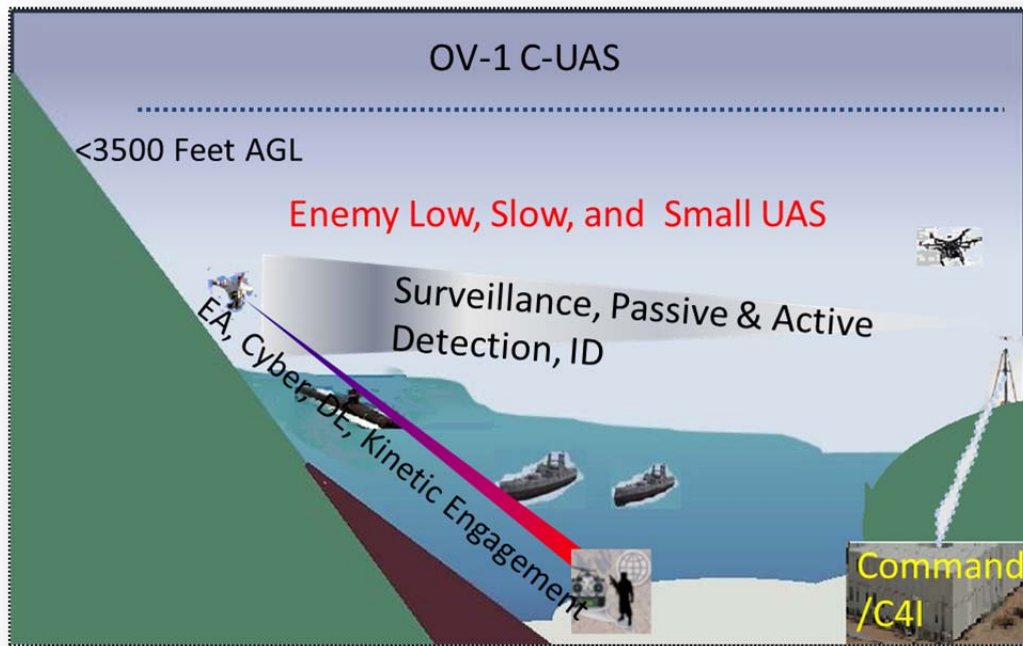 OV-1 C-UAS
<3500 Feet AGL
Enemy Low, Slow, and Small UAS
Surveillance, Passive & Active
Detection, ID
EA, Cyber, DE, Kinetic Engagement
Command
/C4I